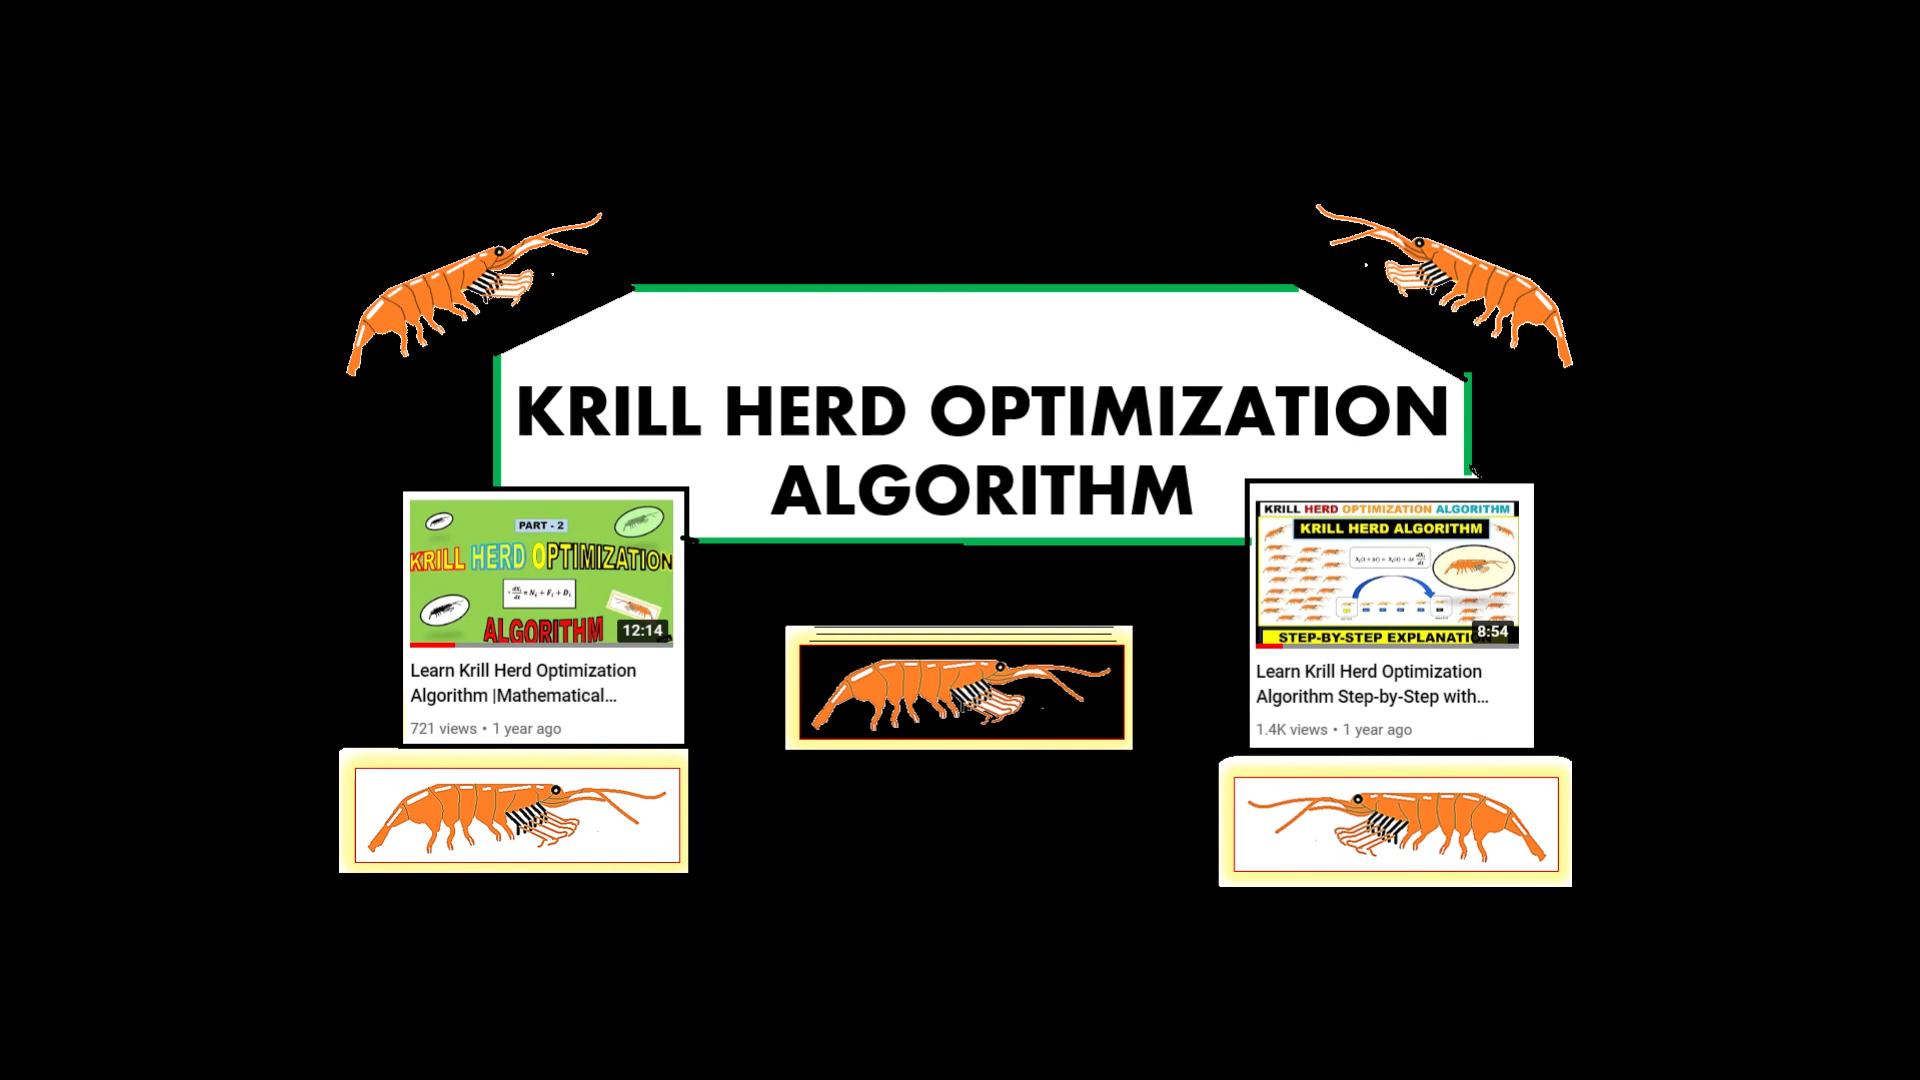 KRILL HERD OPTIMIZATION
ALGORITHM
PART - 2
KRILL HERD OPTIMIZATION
ALGORITHM
12:14
Learn Krill Herd Optimization
Algorithm |Mathematical...
721 views • 1 year ago
KRILL HERD OPTIMIZATION ALGORITHM
KRILL HERD ALGORITHM
STEP-BY-STEP
8:54
Learn Krill Herd Optimization
Algorithm Step-by-Step with...
1.4K views • 1 year ago